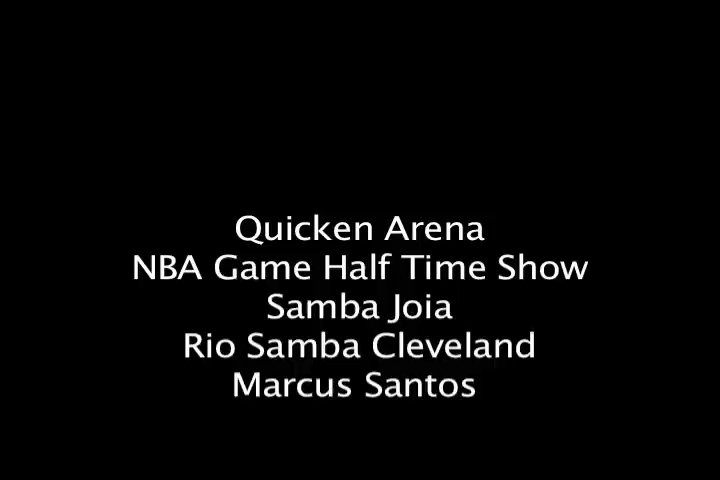 Quicken Arena
NBA Game Half Time Show
Samba Joia
Rio Samba Cleveland
Marcus Santos